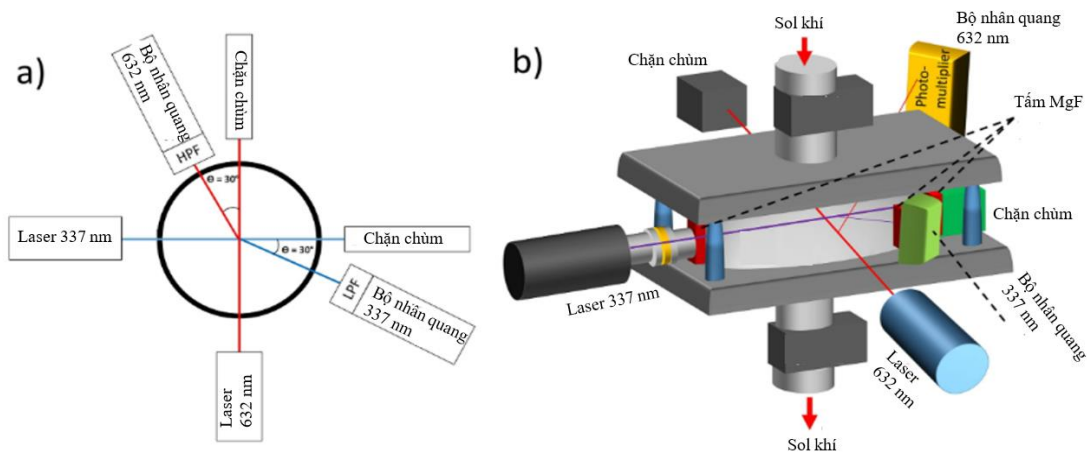 a)
Bộ nhân quang
632 nm
HPF
Chặn chùm
Θ = 30°
Laser 337 nm
Θ = 30°
Chặn chùm
LPF
Bộ nhân quang
337 nm
Laser
632 nm
b)
Sol khí
Bộ nhân quang
632 nm
Chặn chùm
Photo-
multiplier
Tấm MgF
Chặn chùm
Laser 337 nm
Bộ nhân quang
337 nm
Laser
632 nm
Sol khí